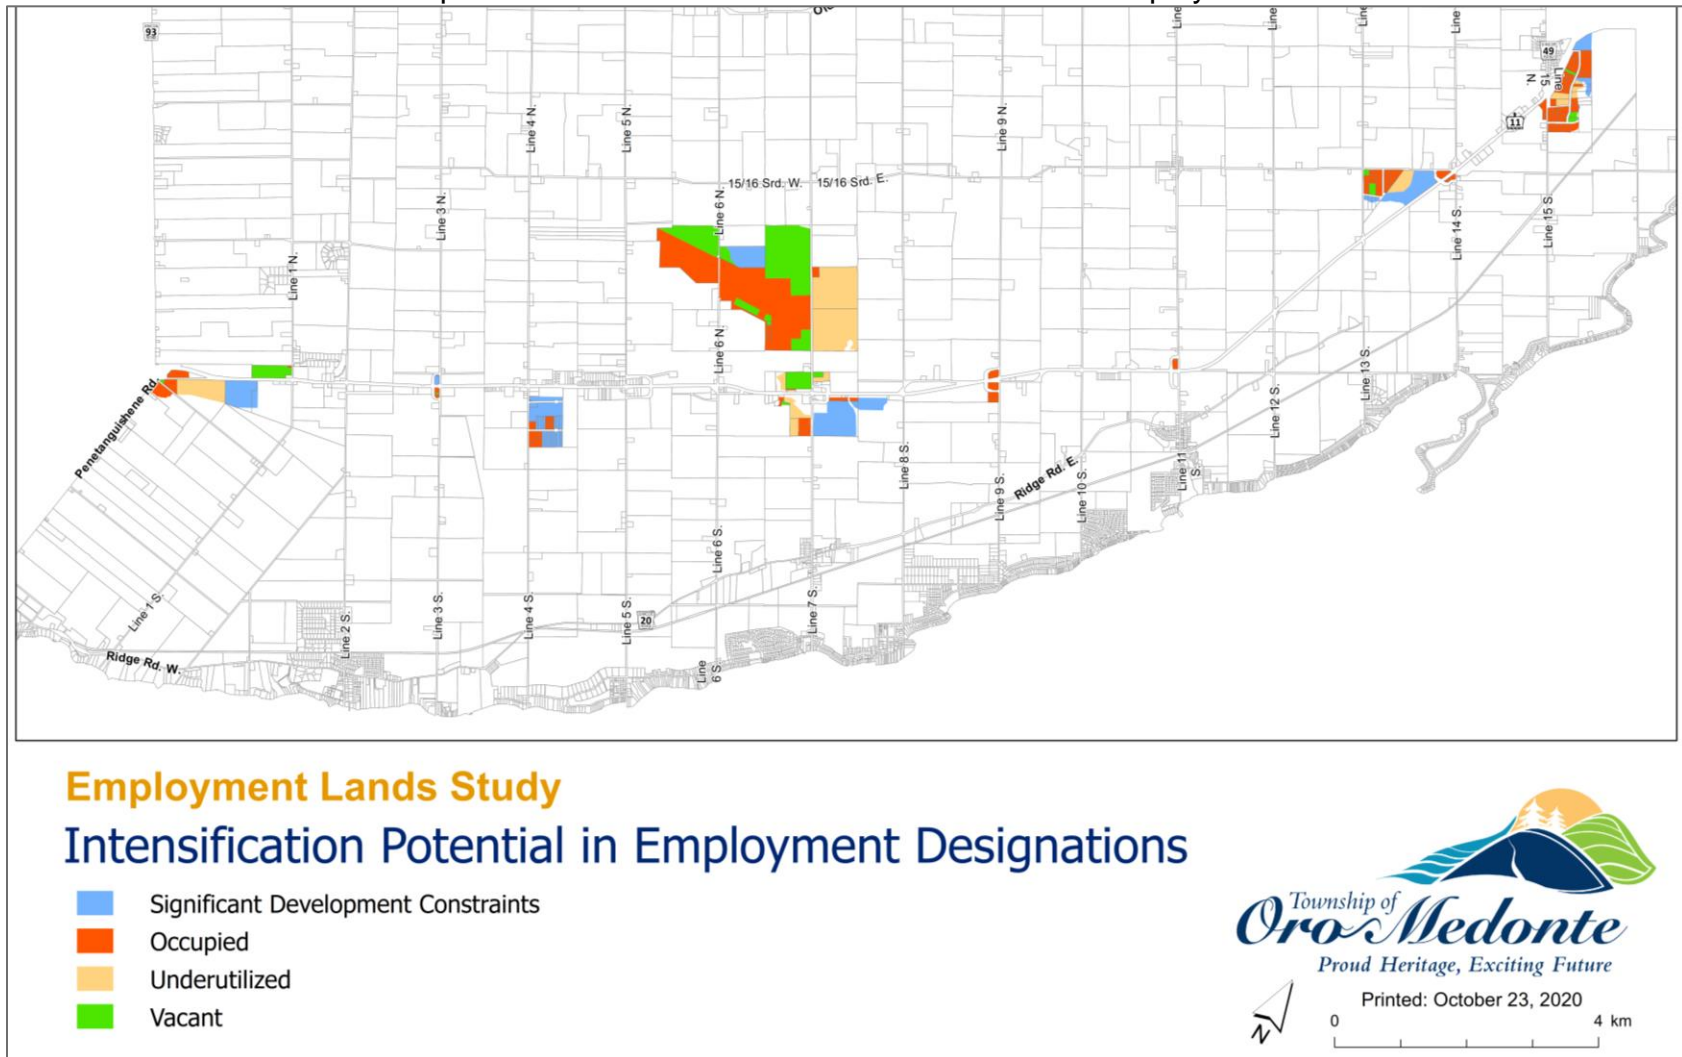 93
Line
Line
Line
Line
49
Line
15
N.
11
Line 4 N.
Line 5 N.
Line 9 N.
15/16 Srd. W.
15/16 Srd. E.
Line 3 N.
Line 6 N.
Line 14 S.
Line 15 S.
Line 1 N.
Line 6 N.
Line 13 S.
Penetanguishene Rd.
Line 12 S.
Line 8 S.
Line 11
S.
Ridge Rd. E.
Line 9 S.
Line 10 S.
Line 6 S.
Line 1 S.
Line 2 S.
Line 3 S.
Line 4 S.
Line 5 S.
20
Line 7 S.
Ridge Rd. W.
Line
6 S.
Employment Lands Study
Intensification Potential in Employment Designations
Significant Development Constraints
Occupied
Underutilized
Vacant
Township of
Oro-Medonte
Proud Heritage, Exciting Future
Printed: October 23, 2020
N
0 4 km